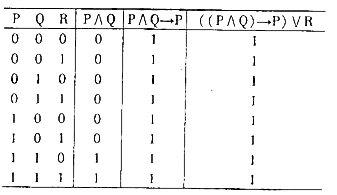 P Q R P∧Q P∧Q→P ((P∧Q)→P)∨R
0 0 0 0 1 1
0 0 1 0 1 1
0 1 0 0 1 1
0 1 1 0 1 1
1 0 0 0 1 1
1 0 1 0 1 1
1 1 0 1 1 1
1 1 1 1 1 1